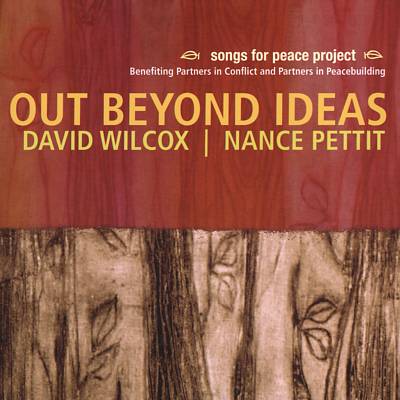 songs for peace project
Benefiting Partners in Conflict and Partners in Peacebuilding
OUT BEYOND IDEAS
DAVID WILCOX | NANCE PETTIT